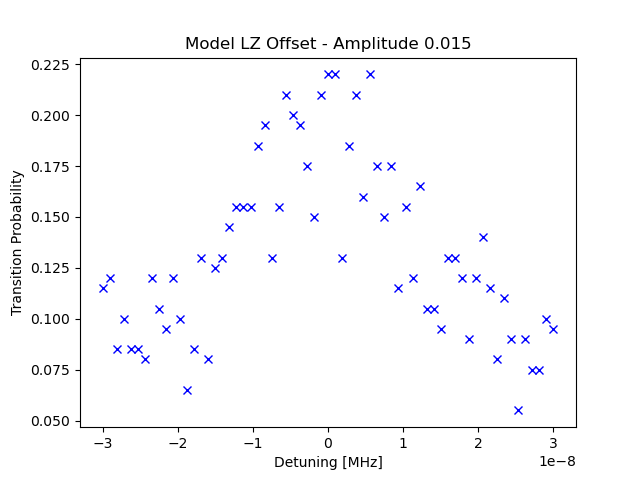 Model LZ Offset - Amplitude 0.015
0.225
0.200
0.175
0.150
0.125
0.100
0.075
0.050
Transition Probability
−3 −2 −1 0 1 2 3
1e−8
Detuning [MHz]